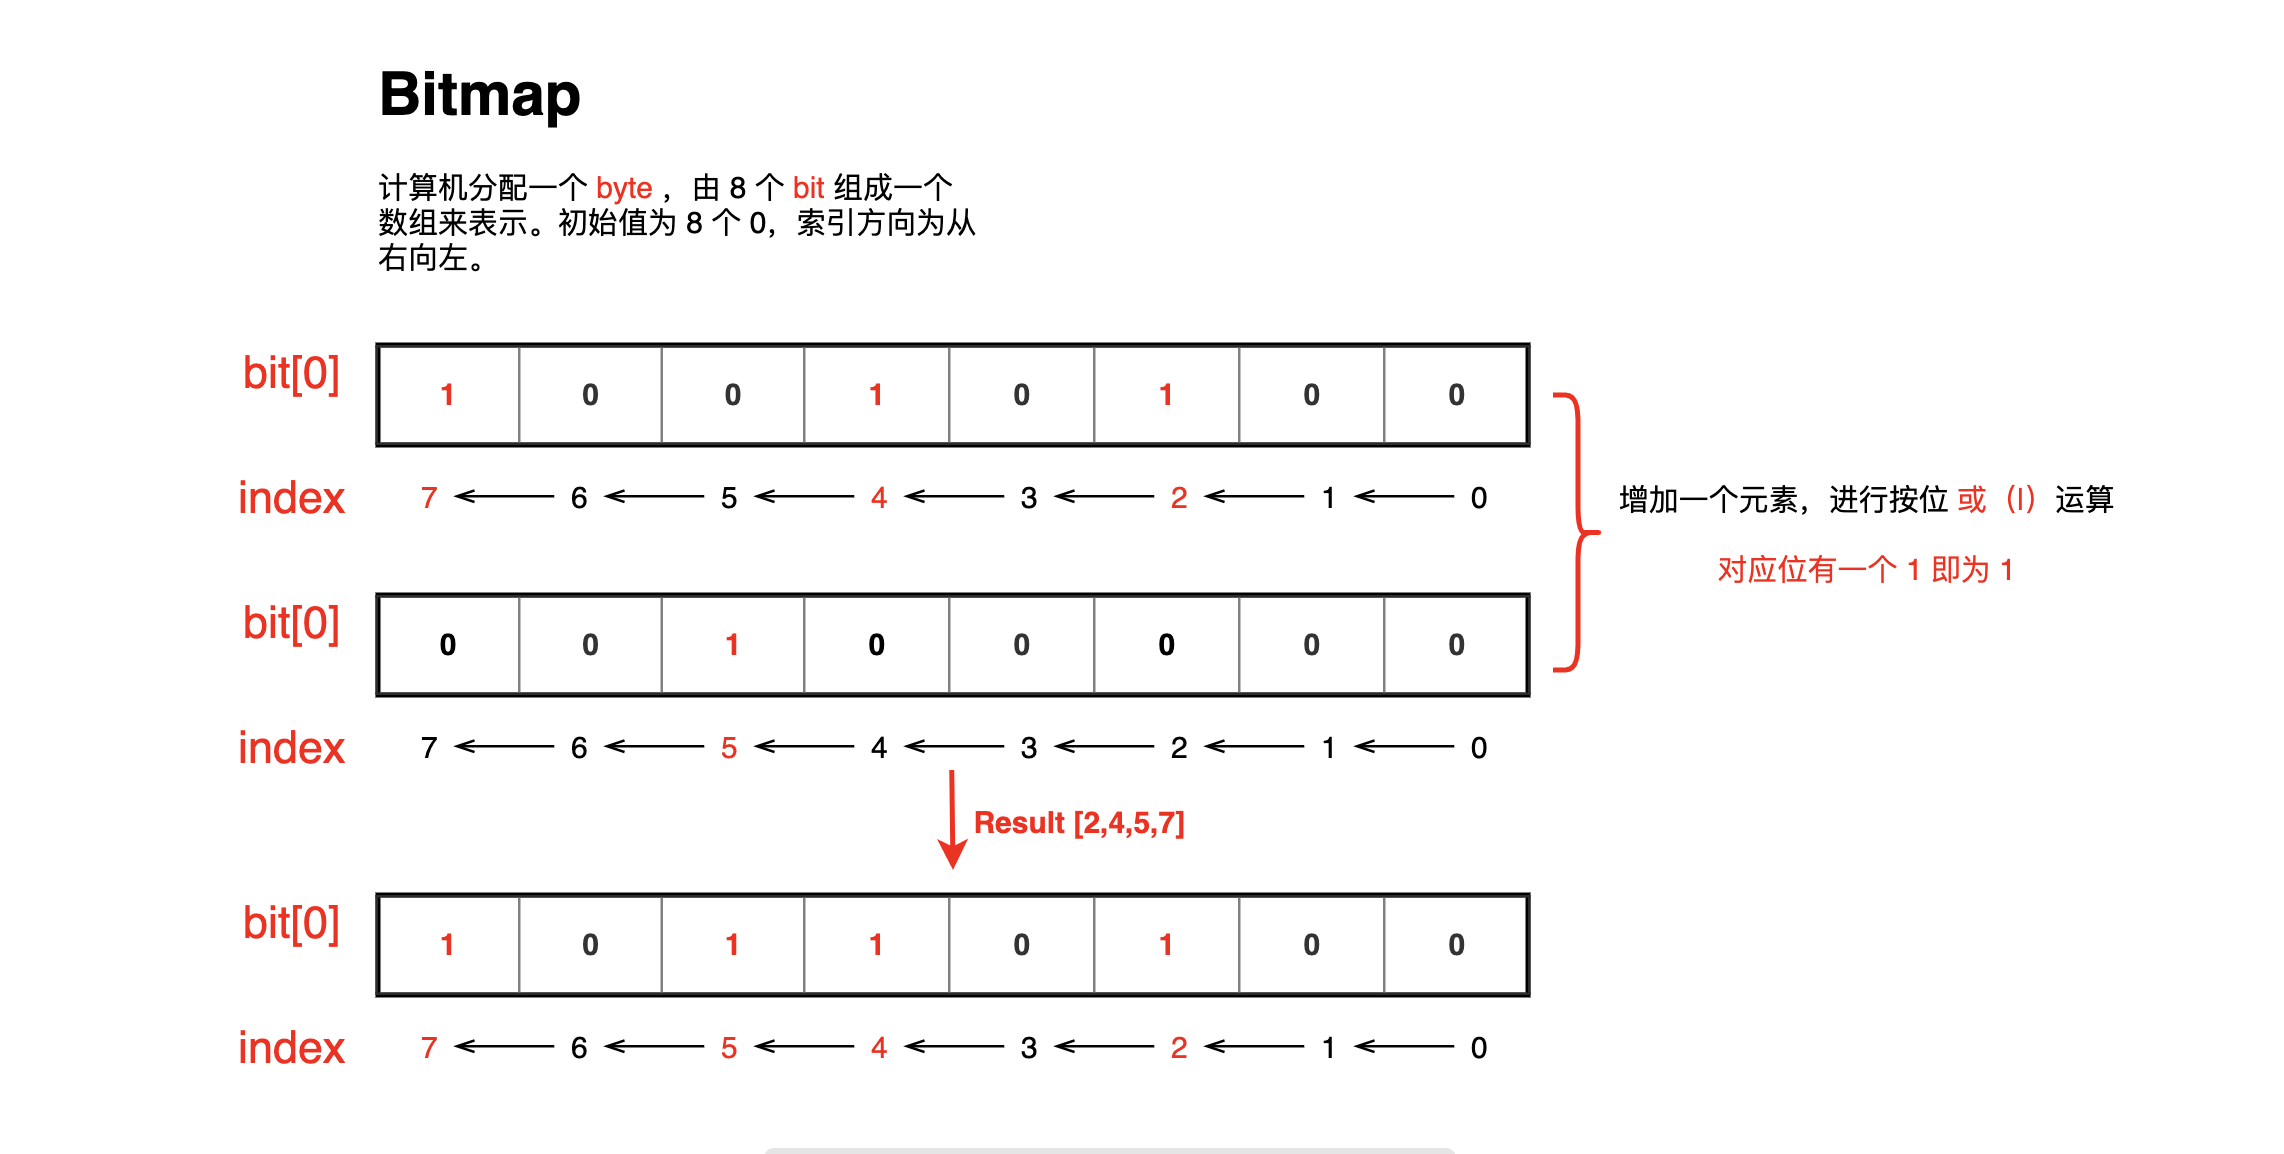 Bitmap
计算机分配一个 byte ，由 8 个 bit 组成一个
数组来表示。初始值为 8 个 0，索引方向为从
右向左。
bit[0] 1 0 0 1 0 1 0 0
index 7 6 5 4 3 2 1 0
增加一个元素，进行按位 或（|）运算
对应位有一个 1 即为 1
bit[0] 0 0 1 0 0 0 0 0
index 7 6 5 4 3 2 1 0
Result [2,4,5,7]
bit[0] 1 0 1 1 0 1 0 0
index 7 6 5 4 3 2 1 0